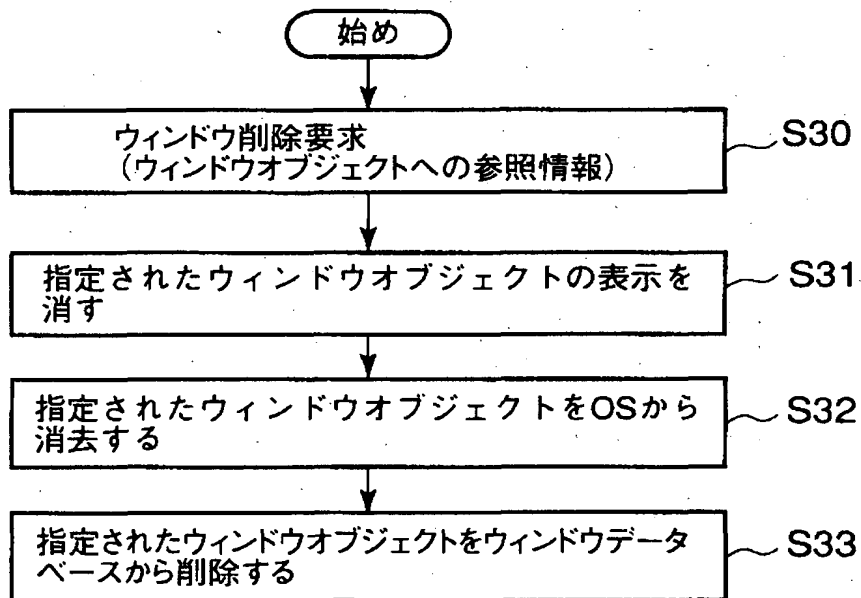 始め
ウィンドウ削除要求
(ウィンドウオブジェクトへの参照情報)
S30
指定されたウィンドウオブジェクトの表示を
消す
S31
指定されたウィンドウオブジェクトをOSから
消去する
S32
指定されたウィンドウオブジェクトをウィンドウデータ
ベースから削除する
S33